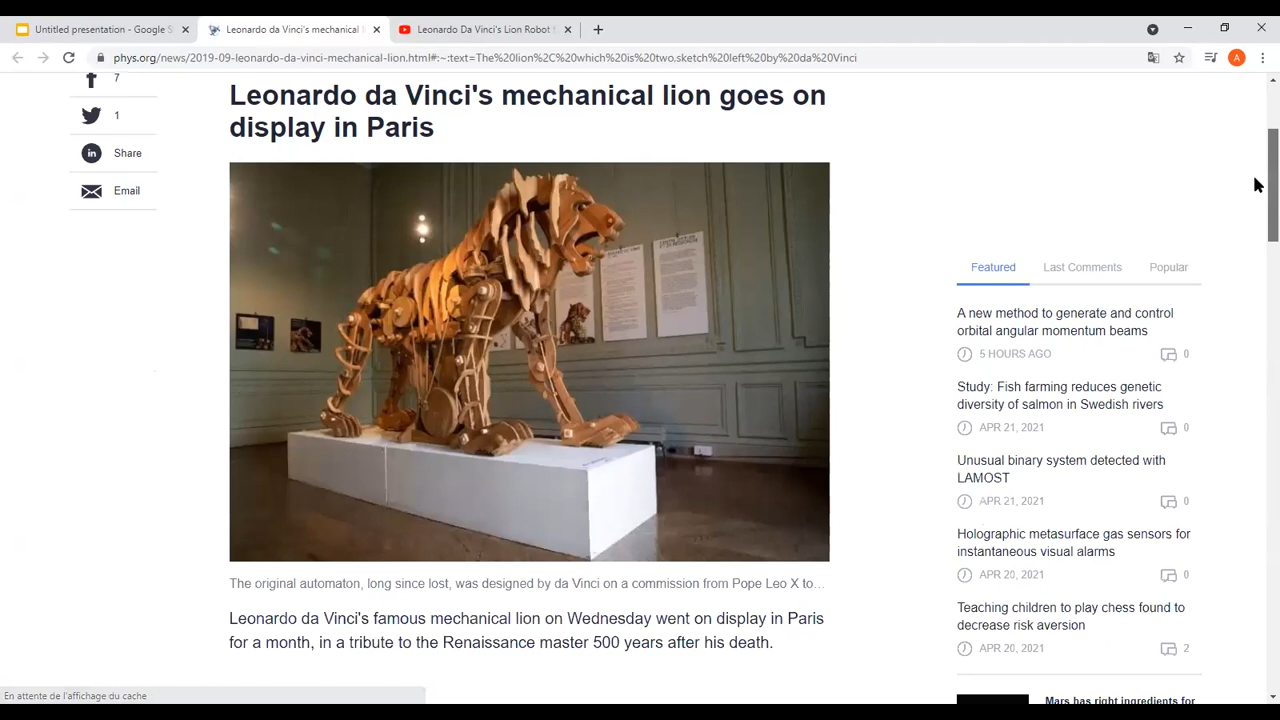 Untitled presentation - Google S
Leonardo da Vinci's mechanical l
Leonardo Da Vinci's Lion Robot f
phys.org/news/2019-09-leonardo-da-vinci-mechanical-lion.html#:~:text=The%20lion%2C%20which%20is%20two,sketch%20left%20by%20da%20Vinci
A
7
1
Share
Email
Leonardo da Vinci's mechanical lion goes on
display in Paris
The original automaton, long since lost, was designed by da Vinci on a commission from Pope Leo X to...
Leonardo da Vinci's famous mechanical lion on Wednesday went on display in Paris
for a month, in a tribute to the Renaissance master 500 years after his death.
Featured Last Comments Popular
A new method to generate and control
orbital angular momentum beams
5 HOURS AGO 0
Study: Fish farming reduces genetic
diversity of salmon in Swedish rivers
APR 21, 2021 0
Unusual binary system detected with
LAMOST
APR 21, 2021 0
Holographic metasurface gas sensors for
instantaneous visual alarms
APR 20, 2021 0
Teaching children to play chess found to
decrease risk aversion
APR 20, 2021 2
Mars has right ingredients for
En attente de l'affichage du cache